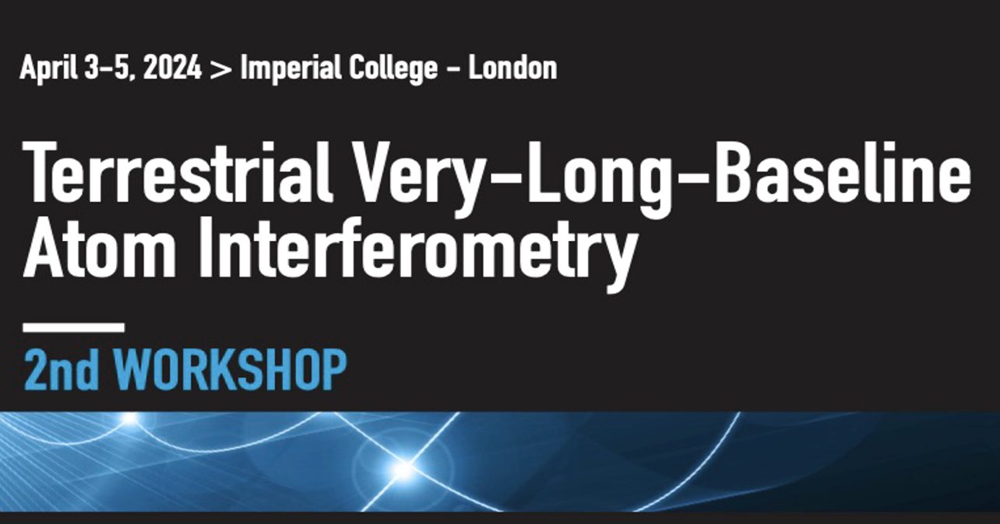 April 3–5, 2024 > Imperial College – London
Terrestrial Very–Long–Baseline
Atom Interferometry
2nd WORKSHOP